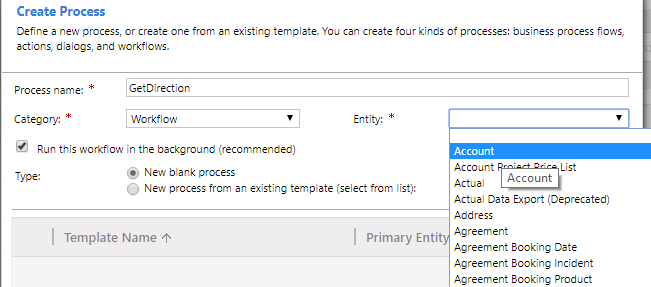 Create Process
Define a new process, or create one from an existing template. You can create four kinds of processes: business process flows,
actions, dialogs, and workflows.
Process name: * GetDirection
Category: * Workflow Entity: *
Run this workflow in the background (recommended)
Type: New blank process
New process from an existing template (select from list):
Account
Account Project Price List
Account
Actual
Actual Data Export (Deprecated)
Address
Agreement
Agreement Booking Date
Agreement Booking Incident
Agreement Booking Product
Template Name ↑ Primary Entity